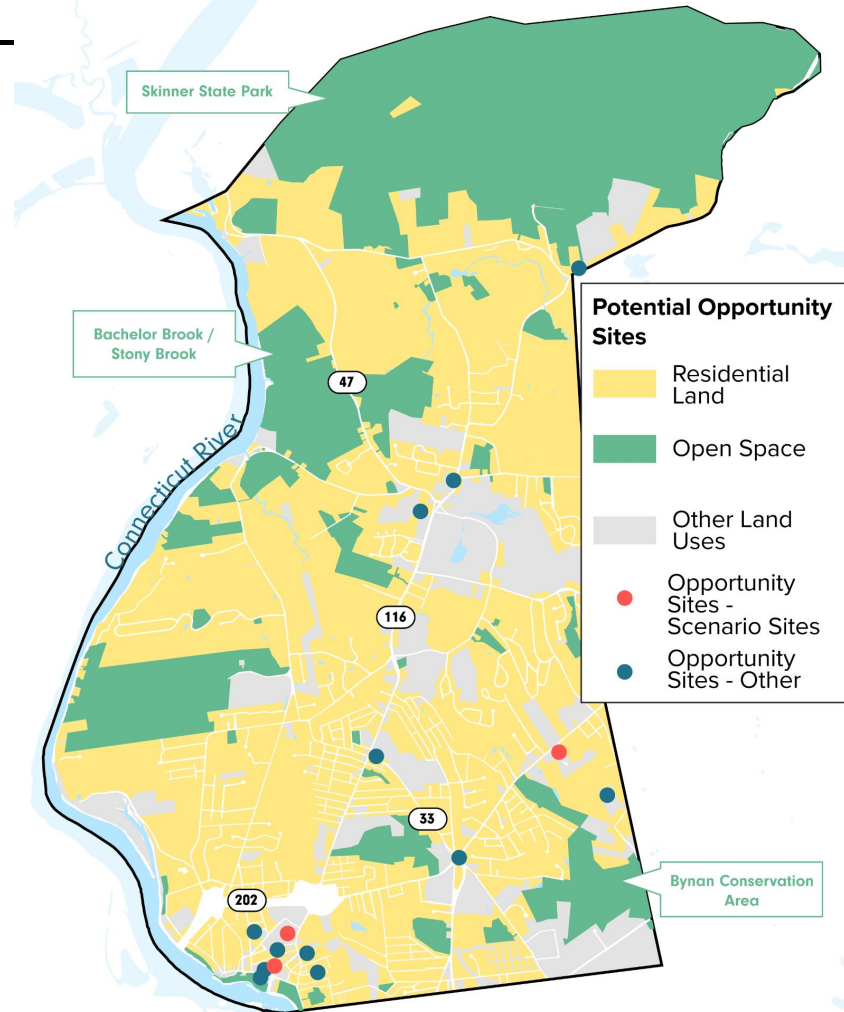 Skinner State Park
Bachelor Brook /
Stony Brook
47
Connecticut River
116
33
202
Bynan Conservation
Area
Potential Opportunity
Sites
Residential
Land
Open Space
Other Land
Uses
Opportunity
Sites -
Scenario Sites
Opportunity
Sites - Other